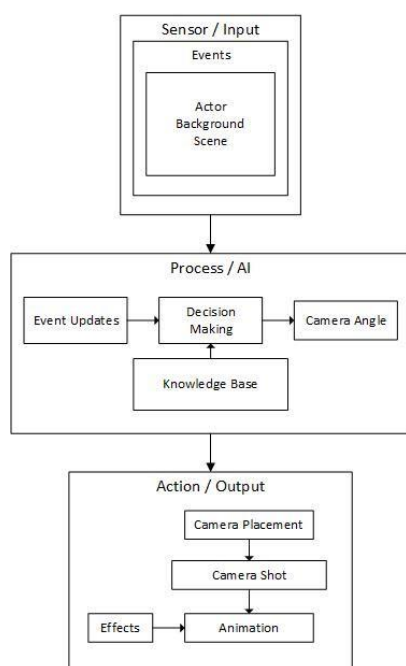 Sensor / Input
Events
Actor
Background
Scene
Process / AI
Event Updates
Decision
Making
Camera Angle
Knowledge Base
Action / Output
Camera Placement
Camera Shot
Effects
Animation